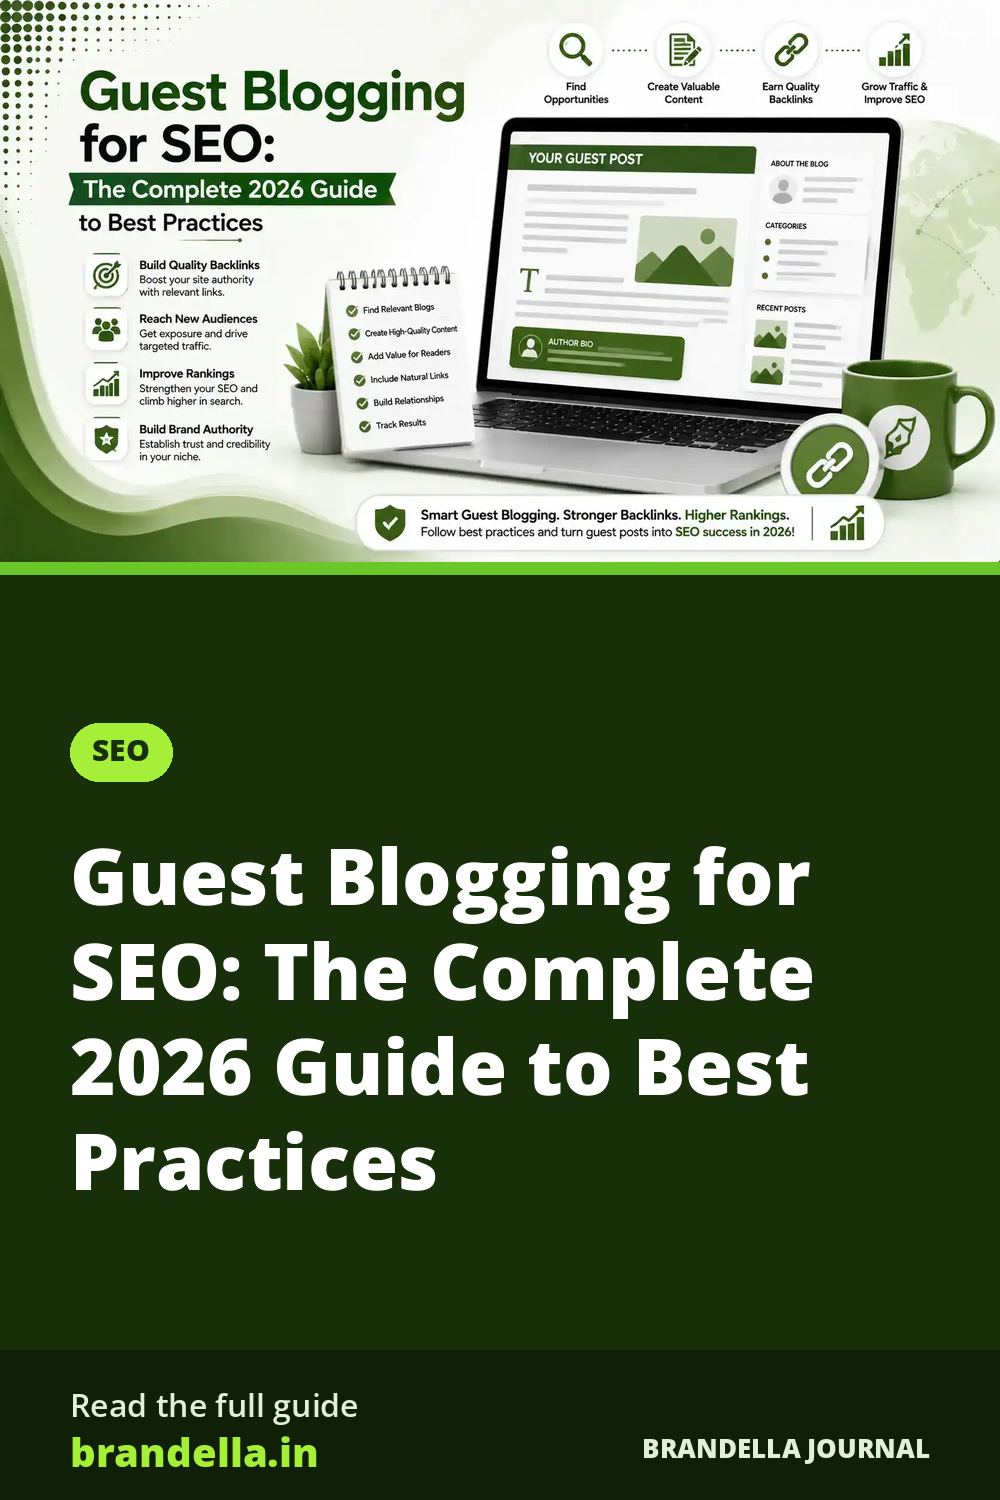 Guest Blogging
for SEO:
The Complete 2026 Guide
to Best Practices
Build Quality Backlinks
Boost your site authority
with relevant links.
Reach New Audiences
Get exposure and drive
targeted traffic.
Improve Rankings
Strengthen your SEO and
climb higher in search.
Build Brand Authority
Establish trust and credibility
in your niche.
Find
Opportunities
Create Valuable
Content
Earn Quality
Backlinks
Grow Traffic &
Improve SEO
Find Relevant Blogs
Create High-Quality Content
Add Value for Readers
Include Natural Links
Build Relationships
Track Results
YOUR GUEST POST
T
AUTHOR BIO
ABOUT THE BLOG
CATEGORIES
RECENT POSTS
Smart Guest Blogging. Stronger Backlinks. Higher Rankings.
Follow best practices and turn guest posts into SEO success in 2026!
SEO
Guest Blogging for
SEO: The Complete
2026 Guide to Best
Practices
Read the full guide
brandella.in
BRANDELLA JOURNAL